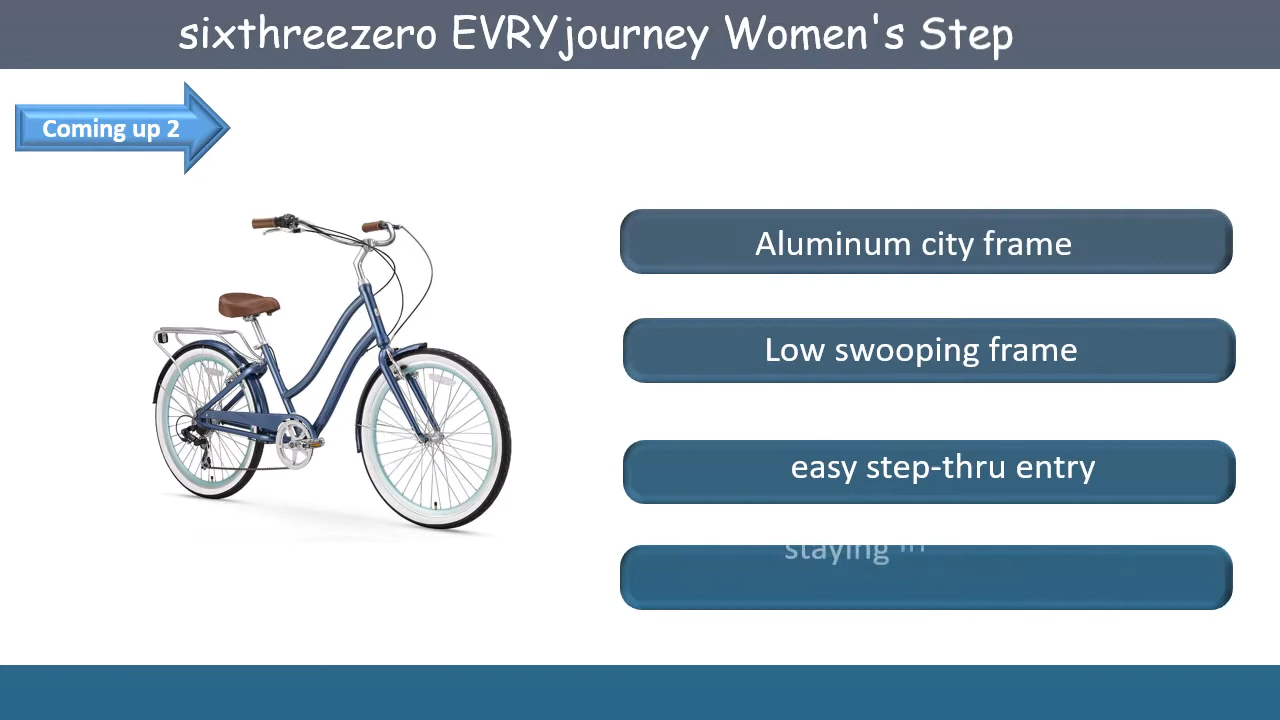 sixthreezero EVRYjourney Women's Step
Coming up 2
Aluminum city frame
Low swooping frame
easy step-thru entry
staying